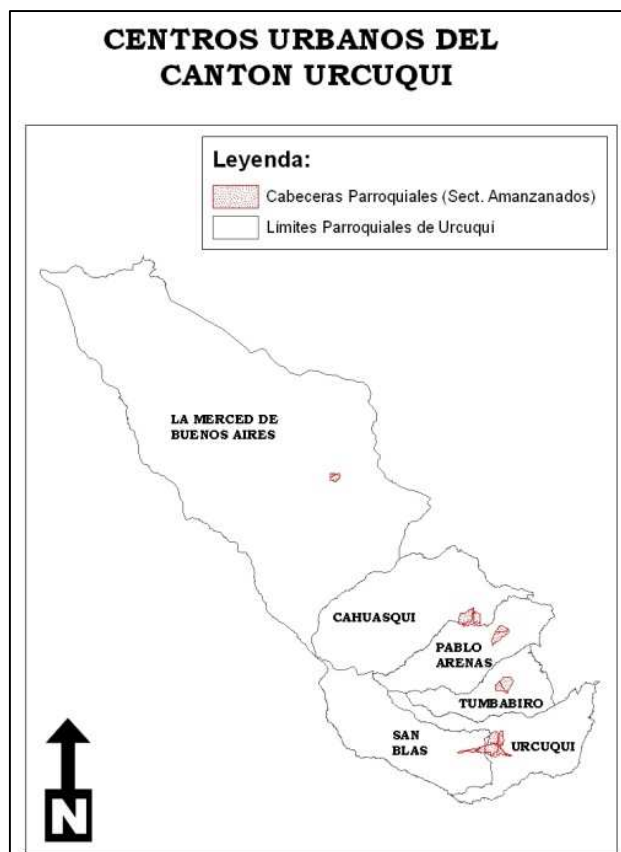 CENTROS URBANOS DEL
CANTON URCUQUI
Leyenda:
Cabeceras Parroquiales (Sect. Amanzanados)
Límites Parroquiales de Urcuquí
LA MERCED DE
BUENOS AIRES
CAHUASQUI
PABLO
ARENAS
TUMBABIRO
SAN
BLAS
URCUQUI
N